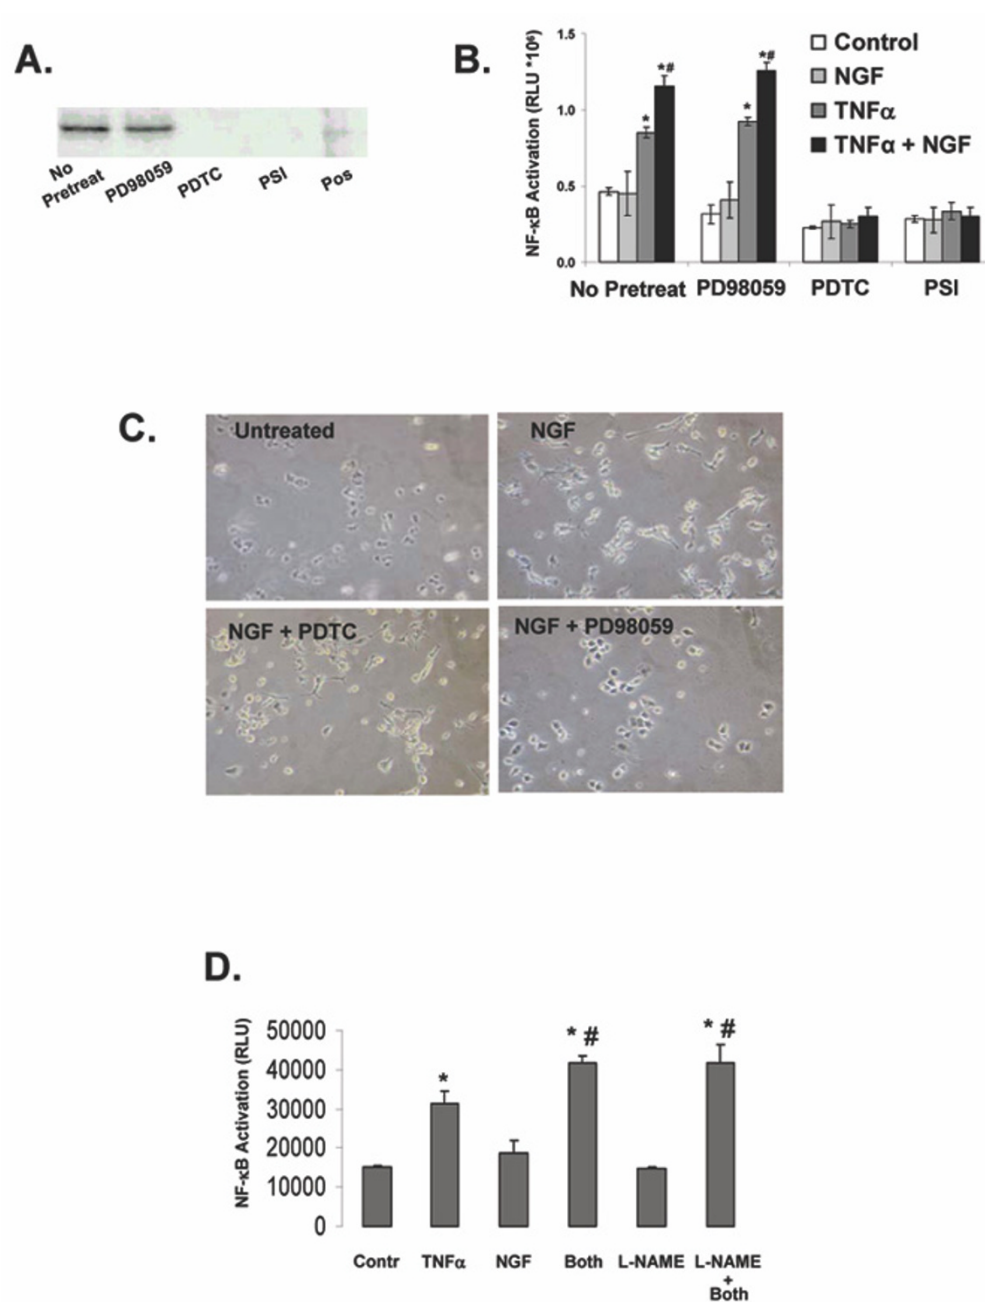 A.
No
Pretreat
PD98059
PDTC
PSI
Pos
B.
NF-κB Activation (RLU *10⁶)
1.5
1.0
0.5
0.0
*# *#
* *
Control
NGF
TNFα
TNFα + NGF
No Pretreat PD98059 PDTC PSI
C.
Untreated
NGF
NGF + PDTC
NGF + PD98059
D.
NF-κB Activation (RLU)
50000
40000
30000
20000
10000
0
* * # * #
Contr TNFα NGF Both L-NAME L-NAME
+
Both